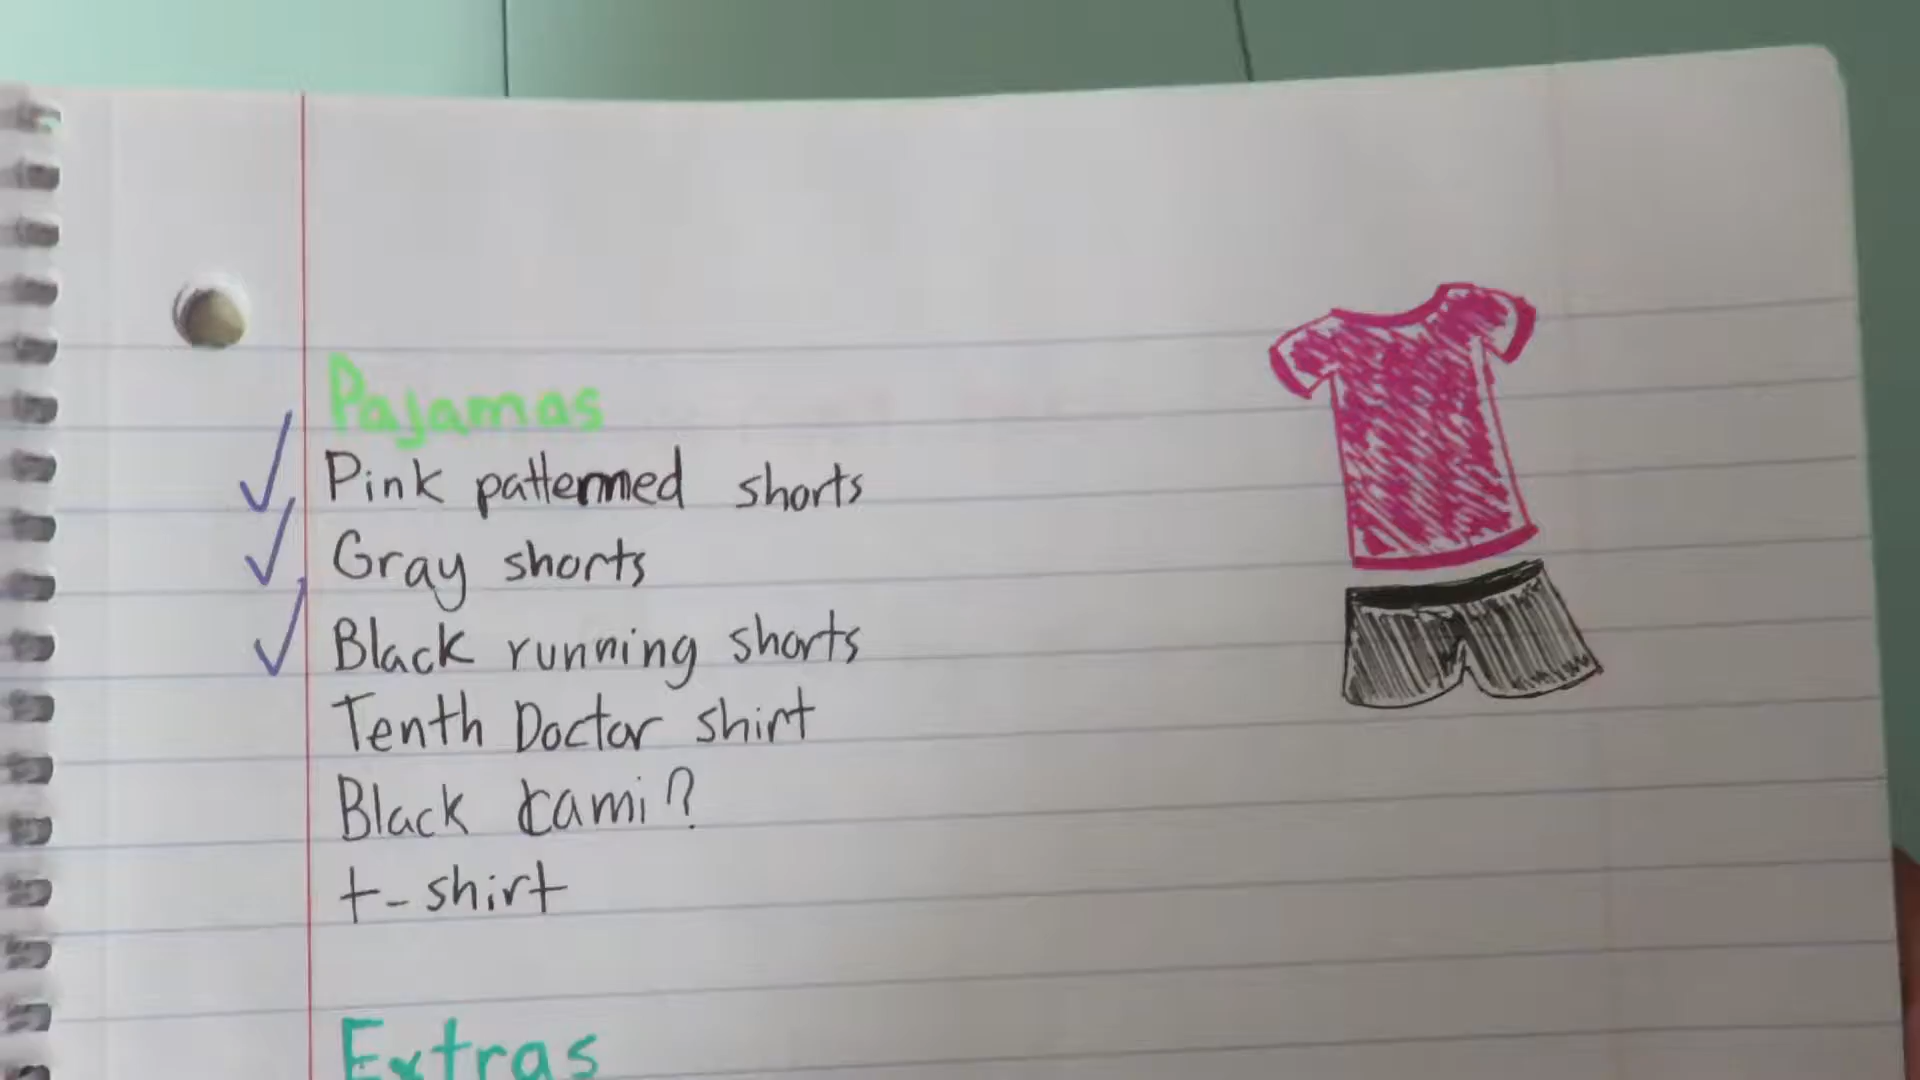 Pajamas
Pink patterned shorts
Gray shorts
Black running shorts
Tenth Doctor shirt
Black cami?
t-shirt
Extras